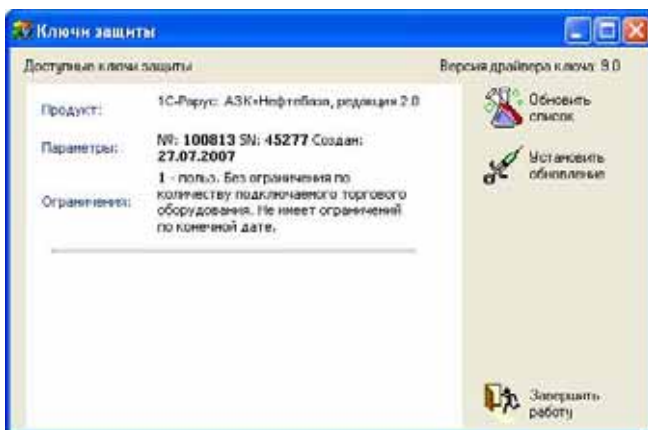 Ключи защиты
Доступные ключи защиты
Версия драйвера ключа: 9.0
Продукт:
1С-Рарус: АЗК+Нефтебаза, редакция 2.0
Параметры:
№: 100813 SN: 45277 Создан:
27.07.2007
Ограничения:
1 - польз. Без ограничения по
количеству подключаемого торгового
оборудования. Не имеет ограничений
по конечной дате.
Обновить
список
Установить
обновление
Завершить
работу